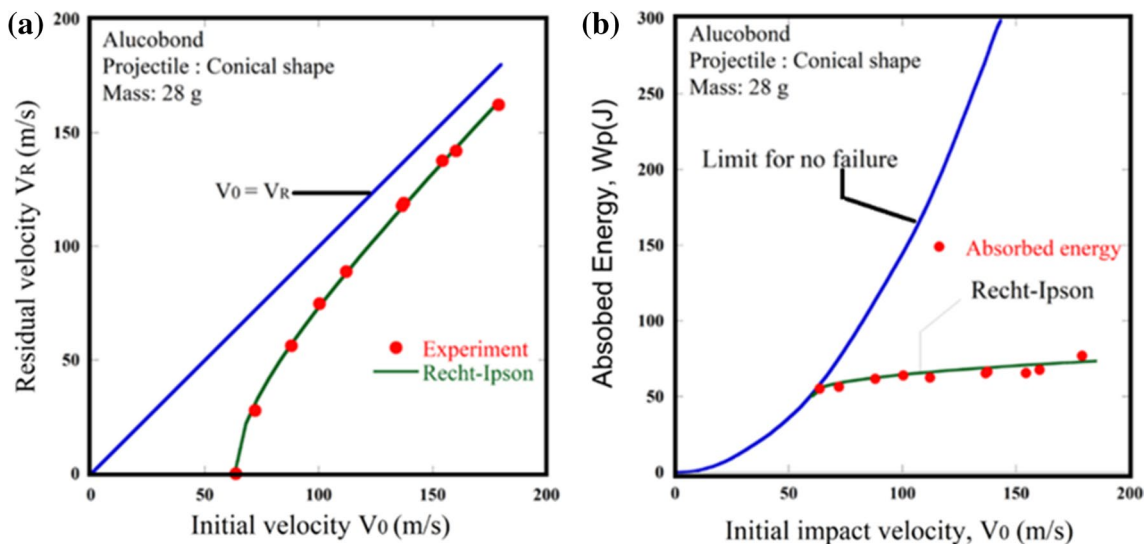 (a)
200
150
100
50
0
0
50
100
150
200
Residual velocity VR (m/s)
Initial velocity V0 (m/s)
Alucobond
Projectile : Conical shape
Mass: 28 g
V0 = VR
Experiment
Recht-Ipson
(b)
300
250
200
150
100
50
0
0
50
100
150
200
Absobed Energy, Wp(J)
Initial impact velocity, V0 (m/s)
Alucobond
Projectile : Conical shape
Mass: 28 g
Limit for no failure
Absorbed energy
Recht-Ipson